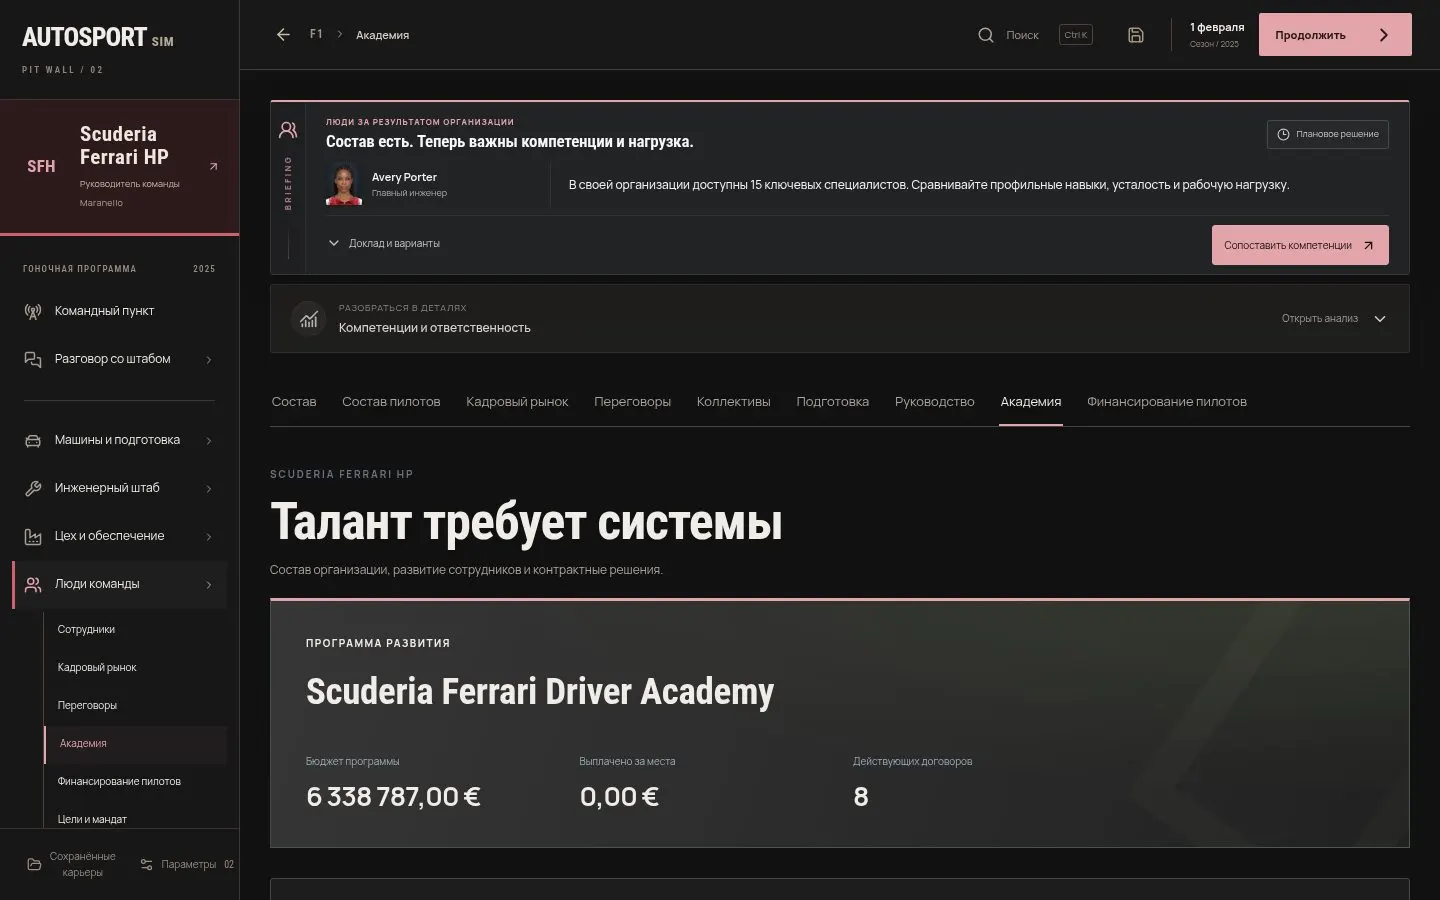 AUTOSPORT SIM
PIT WALL / 02
SFH
Scuderia
Ferrari HP
Руководитель команды
Maranello
ГОНОЧНАЯ ПРОГРАММА 2025
Командный пункт
Разговор со штабом
Машины и подготовка
Инженерный штаб
Цех и обеспечение
Люди команды
Сотрудники
Кадровый рынок
Переговоры
Академия
Финансирование пилотов
Цели и мандат
Сохранённые
карьеры
Параметры 02
F1 Академия
Поиск Ctrl K
1 февраля
Сезон / 2025
Продолжить
BRIEFING
ЛЮДИ ЗА РЕЗУЛЬТАТОМ ОРГАНИЗАЦИИ
Состав есть. Теперь важны компетенции и нагрузка.
Плановое решение
Avery Porter
Главный инженер
В своей организации доступны 15 ключевых специалистов. Сравнивайте профильные навыки, усталость и рабочую нагрузку.
Доклад и варианты
Сопоставить компетенции
РАЗОБРАТЬСЯ В ДЕТАЛЯХ
Компетенции и ответственность
Открыть анализ
Состав Состав пилотов Кадровый рынок Переговоры Коллективы Подготовка Руководство Академия Финансирование пилотов
SCUDERIA FERRARI HP
Талант требует системы
Состав организации, развитие сотрудников и контрактные решения.
ПРОГРАММА РАЗВИТИЯ
Scuderia Ferrari Driver Academy
Бюджет программы Выплачено за места Действующих договоров
6 338 787,00 € 0,00 € 8